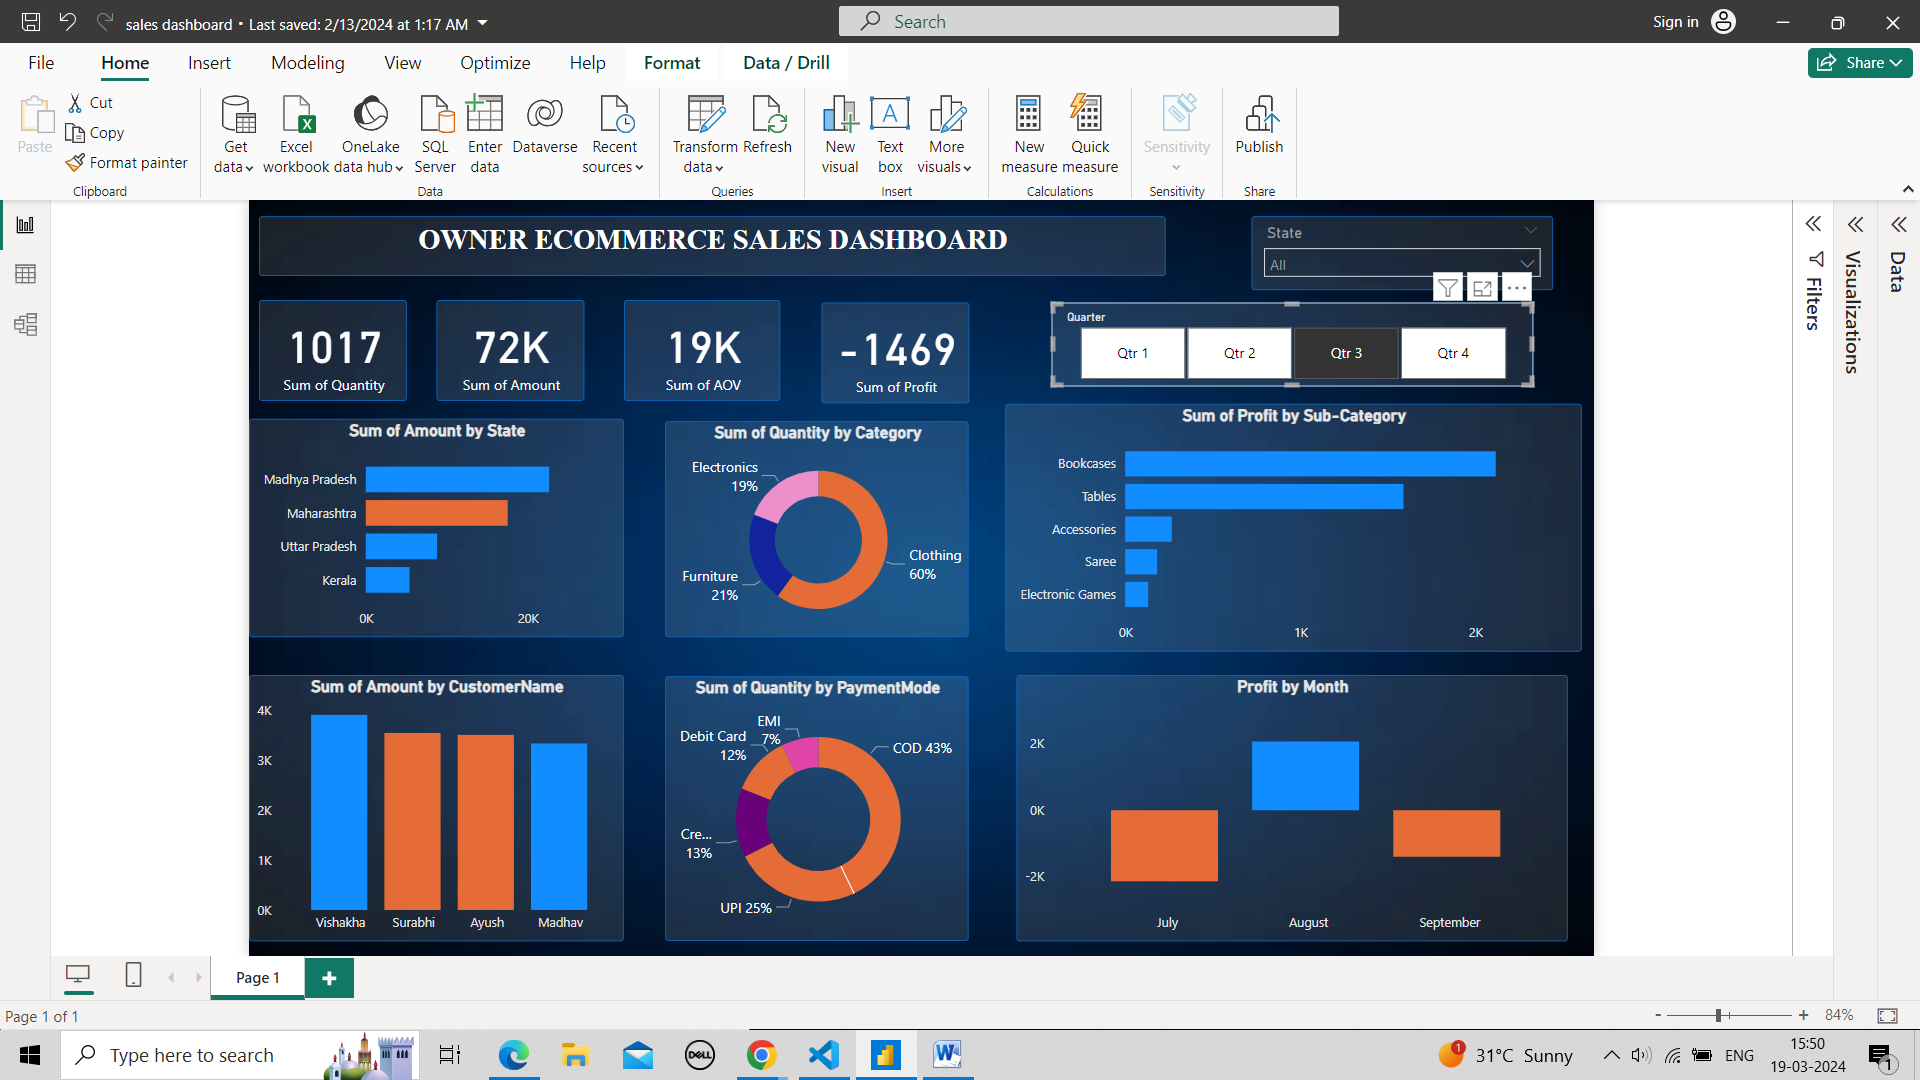 sales dashboard • Last saved: 2/13/2024 at 1:17 AM
Search
Sign in
File Home Insert Modeling View Optimize Help Format Data / Drill
Share
Paste
Cut
Copy
Format painter
Clipboard
Get data
Excel workbook
OneLake data hub
SQL Server
Enter data
Dataverse
Recent sources
Data
Transform data
Refresh
Queries
New visual
Text box
More visuals
Insert
New measure
Quick measure
Calculations
Sensitivity
Sensitivity
Publish
Share
OWNER ECOMMERCE SALES DASHBOARD
State
All
1017
Sum of Quantity
72K
Sum of Amount
19K
Sum of AOV
-1469
Sum of Profit
Quarter
Qtr 1
Qtr 2
Qtr 3
Qtr 4
Sum of Amount by State
Madhya Pradesh
Maharashtra
Uttar Pradesh
Kerala
0K 20K
Sum of Quantity by Category
Electronics
19%
Clothing
60%
Furniture
21%
Sum of Profit by Sub-Category
Bookcases
Tables
Accessories
Saree
Electronic Games
0K 1K 2K
Sum of Amount by CustomerName
4K
3K
2K
1K
0K
Vishakha Surabhi Ayush Madhav
Sum of Quantity by PaymentMode
EMI
7%
Debit Card
12%
COD 43%
Cre...
13%
UPI 25%
Profit by Month
2K
0K
-2K
July August September
Filters
Visualizations
Data
Page 1
Page 1 of 1
- + 84%
Type here to search
DELL
W
1
31°C Sunny
ENG
15:50
19-03-2024
1